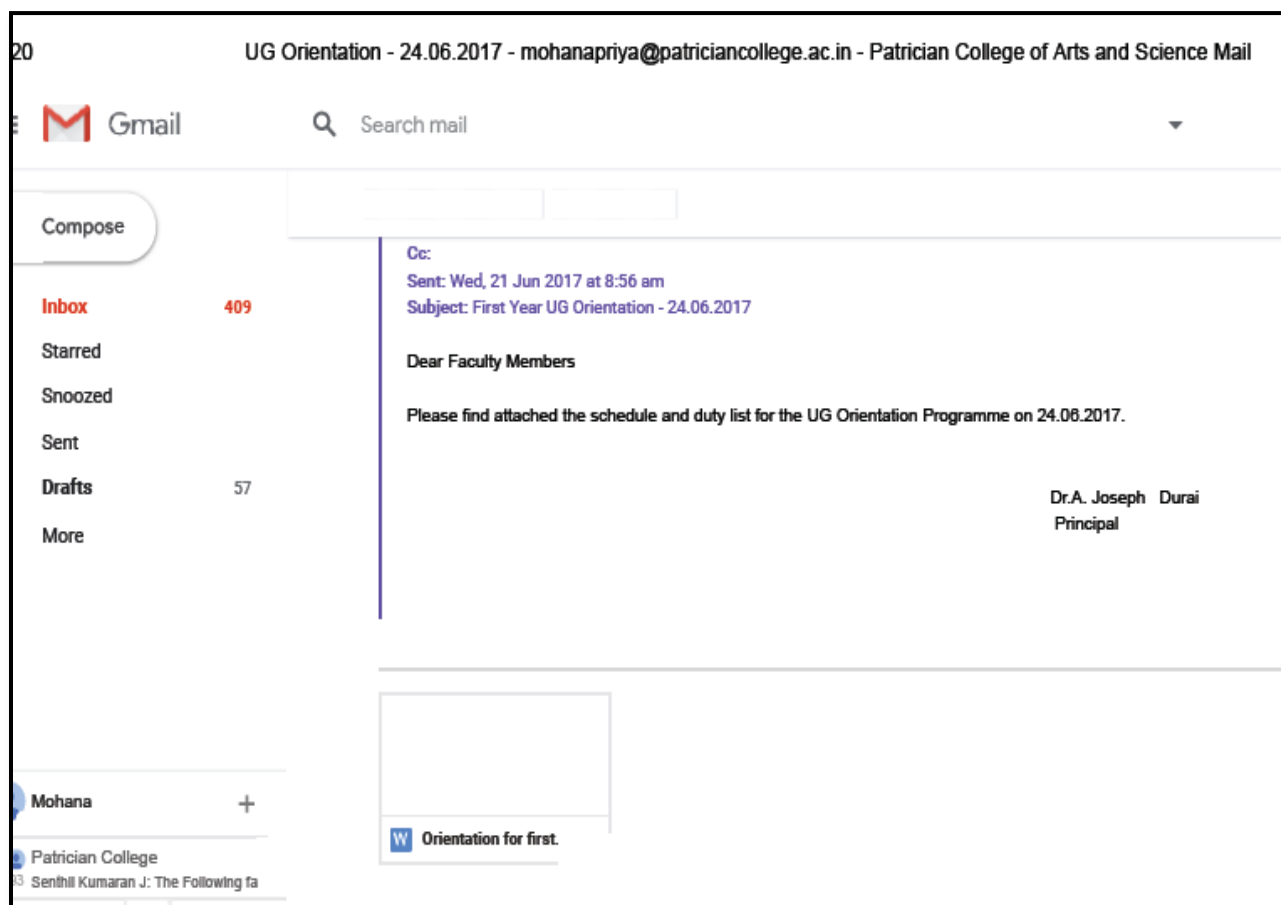 20 UG Orientation - 24.06.2017 - mohanapriya@patriciancollege.ac.in - Patrician College of Arts and Science Mail
Gmail
Search mail
Compose
Inbox 409
Starred
Snoozed
Sent
Drafts 57
More
Cc:
Sent: Wed, 21 Jun 2017 at 8:56 am
Subject: First Year UG Orientation - 24.06.2017
Dear Faculty Members
Please find attached the schedule and duty list for the UG Orientation Programme on 24.06.2017.
Dr.A. Joseph Durai
Principal
W Orientation for first.
Mohana +
Patrician College
93 Senthil Kumaran J: The Following fa